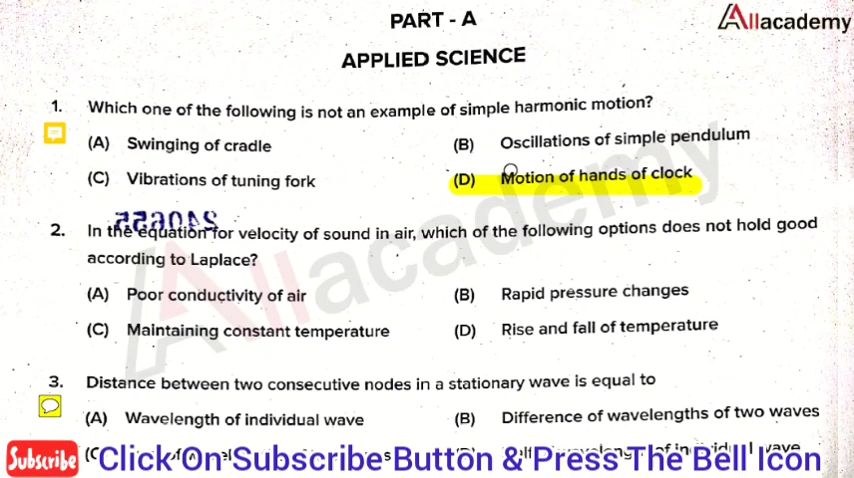 PART - A
Allacademy
APPLIED SCIENCE
1. Which one of the following is not an example of simple harmonic motion?
(A) Swinging of cradle
(B) Oscillations of simple pendulum
(C) Vibrations of tuning fork
(D) Motion of hands of clock
2. In the equation for velocity of sound in air, which of the following options does not hold good
according to Laplace?
(A) Poor conductivity of air
(B) Rapid pressure changes
(C) Maintaining constant temperature
(D) Rise and fall of temperature
Allacademy
3. Distance between two consecutive nodes in a stationary wave is equal to
(A) Wavelength of individual wave
(B) Difference of wavelengths of two waves
Subscribe Click On Subscribe Button & Press The Bell Icon